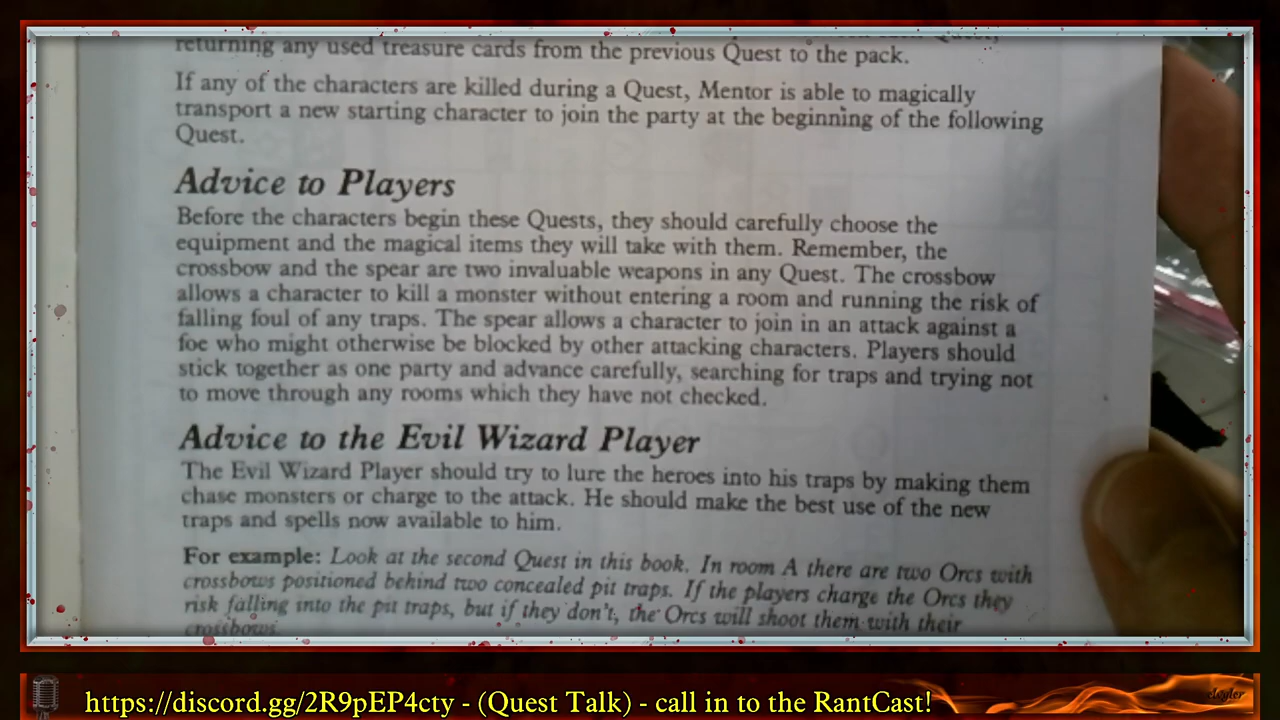 returning any used treasure cards from the previous Quest to the pack.
If any of the characters are killed during a Quest, Mentor is able to magically
transport a new starting character to join the party at the beginning of the following
Quest.
Advice to Players
Before the characters begin these Quests, they should carefully choose the
equipment and the magical items they will take with them. Remember, the
crossbow and the spear are two invaluable weapons in any Quest. The crossbow
allows a character to kill a monster without entering a room and running the risk of
falling foul of any traps. The spear allows a character to join in an attack against a
foe who might otherwise be blocked by other attacking characters. Players should
stick together as one party and advance carefully, searching for traps and trying not
to move through any rooms which they have not checked.
Advice to the Evil Wizard Player
The Evil Wizard Player should try to lure the heroes into his traps by making them
chase monsters or charge to the attack. He should make the best use of the new
traps and spells now available to him.
For example: Look at the second Quest in this book. In room A there are two Orcs with
crossbows positioned behind two concealed pit traps. If the players charge the Orcs they
risk falling into the pit traps, but if they don't, the Orcs will shoot them with their
crossbows.
https://discord.gg/2R9pEP4cty - (Quest Talk) - call in to the RantCast!